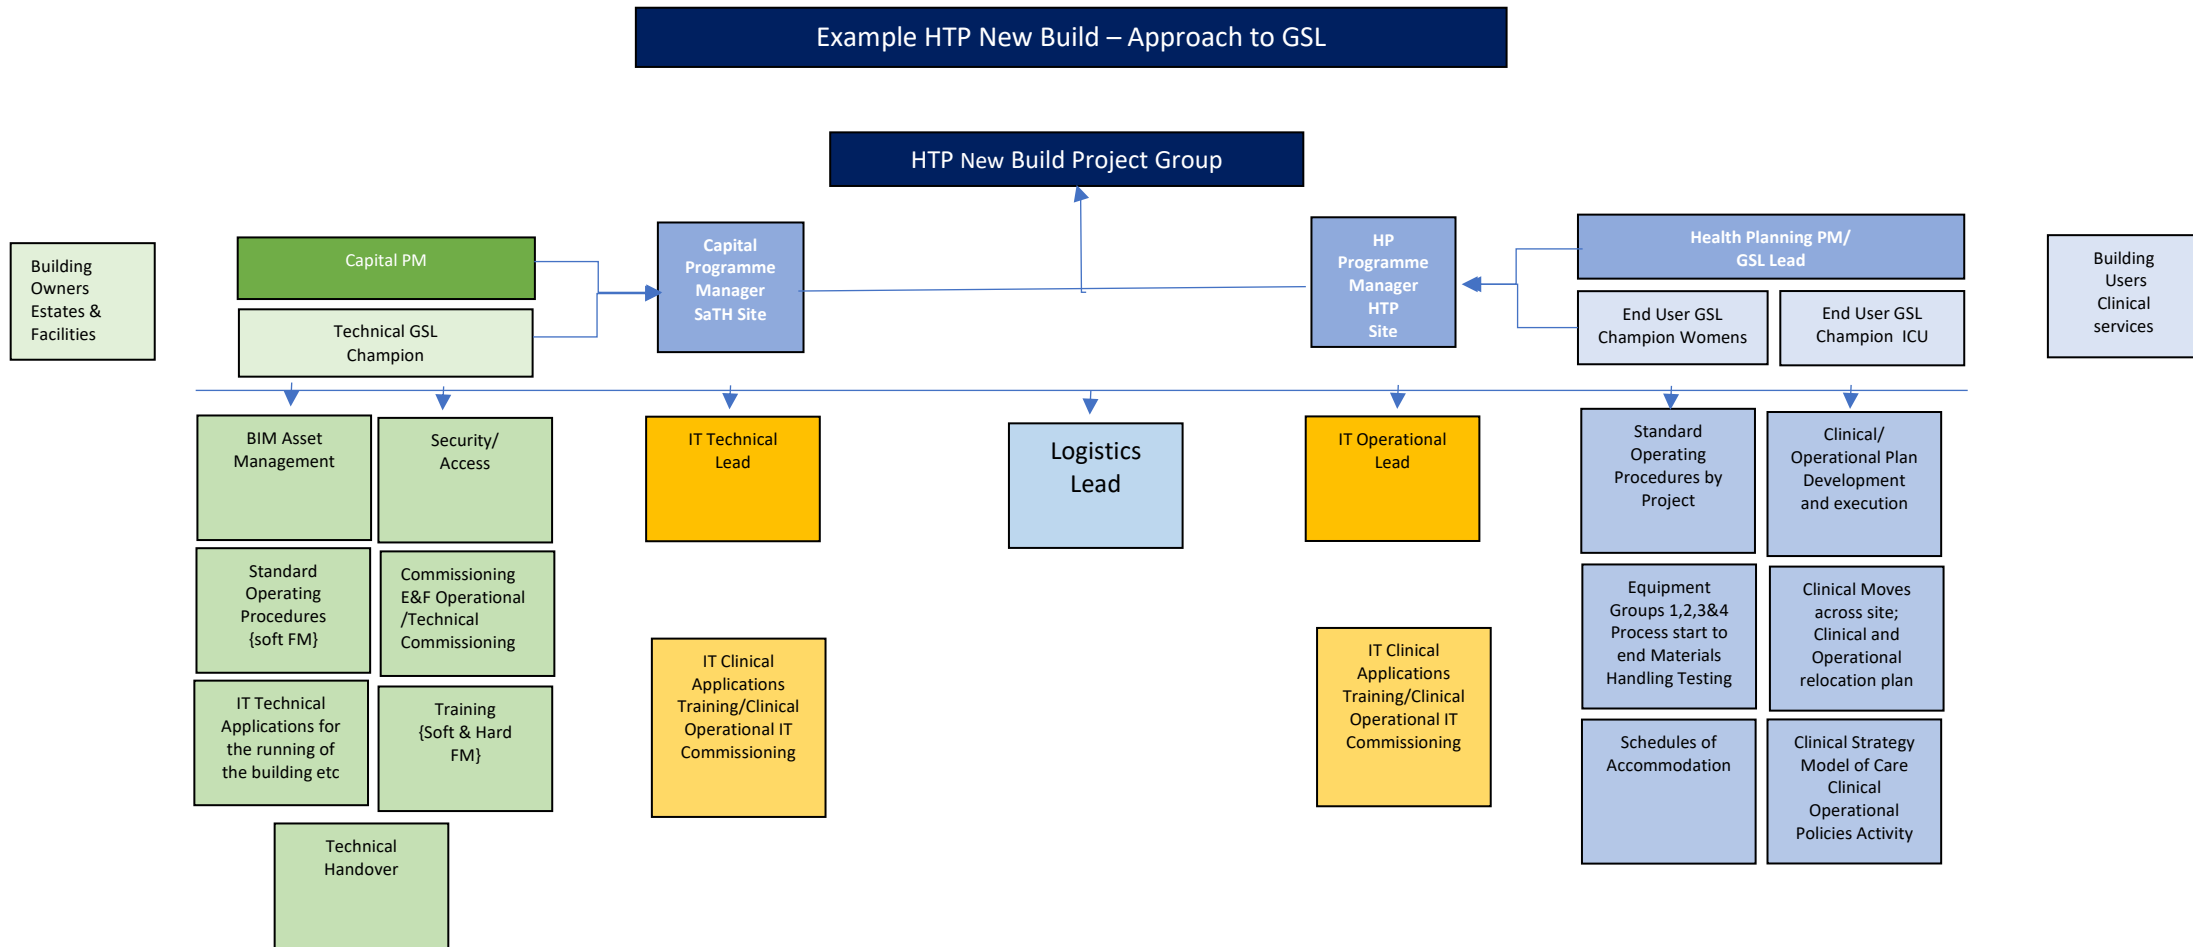 Example HTP New Build – Approach to GSL
HTP New Build Project Group
Building
Owners
Estates &
Facilities
Capital PM
Technical GSL
Champion
Capital
Programme
Manager
SaTH Site
HP
Programme
Manager
HTP
Site
Health Planning PM/
GSL Lead
End User GSL
Champion Womens
End User GSL
Champion  ICU
Building
Users
Clinical
services
BIM Asset
Management
Security/
Access
IT Technical
Lead
Logistics
Lead
IT Operational
Lead
Standard
Operating
Procedures by
Project
Clinical/
Operational Plan
Development
and execution
Standard
Operating
Procedures
{soft FM}
Commissioning
E&F Operational
/Technical
Commissioning
IT Clinical
Applications
Training/Clinical
Operational IT
Commissioning
IT Clinical
Applications
Training/Clinical
Operational IT
Commissioning
Equipment
Groups 1,2,3&4
Process start to
end Materials
Handling Testing
Clinical Moves
across site;
Clinical and
Operational
relocation plan
IT Technical
Applications for
the running of
the building etc
Training
{Soft & Hard
FM}
Schedules of
Accommodation
Clinical Strategy
Model of Care
Clinical
Operational
Policies Activity
Technical
Handover